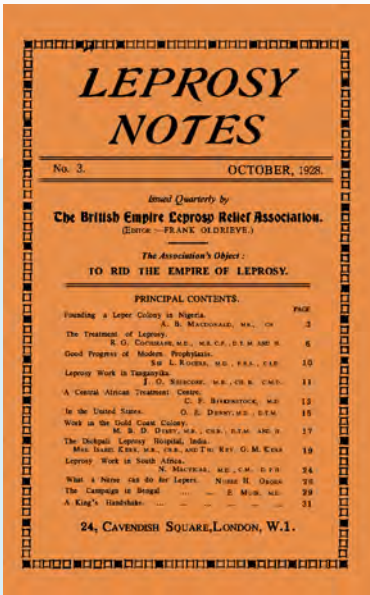 LEPROSY
NOTES
No. 3. OCTOBER, 1928.
Issued Quarterly by
The British Empire Leprosy Relief Association.
(EDITOR :—FRANK OLDRIEVE.)
The Association's Object :
TO RID THE EMPIRE OF LEPROSY.
PRINCIPAL CONTENTS.
PAGE
Founding a Leper Colony in Nigeria.
A. B. MACDONALD, M.B., CH 3
The Treatment of Leprosy.
R. G. COCHRANE, M.D., M.R.C.P., D.T.M. AND H. 6
Good Progress of Modern Prophylaxis.
SIR L. ROGERS, M.D., F.R.S., C.I.E. 10
Leprosy Work in Tanganyika.
J. O. M.B., CH.B. 11
A Central African Treatment Centre.
C. F. M.D. 13
In the United States. O. E. DENNEY, M.D., D.T.M. 15
Work in the Gold Coast Colony.
M. B. D. M.B., CH.B., D.T.M. AND H. 17
The Dichpali Leprosy Hospital, India.
MRS. ISABEL KERR, M.B., CH.B., AND THE REV. G. M. KERR 19
Leprosy Work in South Africa.
N. MACVICAR, M.D., C.M. D.P.H. 24
What a Nurse can do for Lepers. NURSE H. 26
The Campaign in Bengal ... ... E. MUIR, M.D. 29
A King's Handshake. 31
24, CAVENDISH SQUARE, LONDON, W.1.